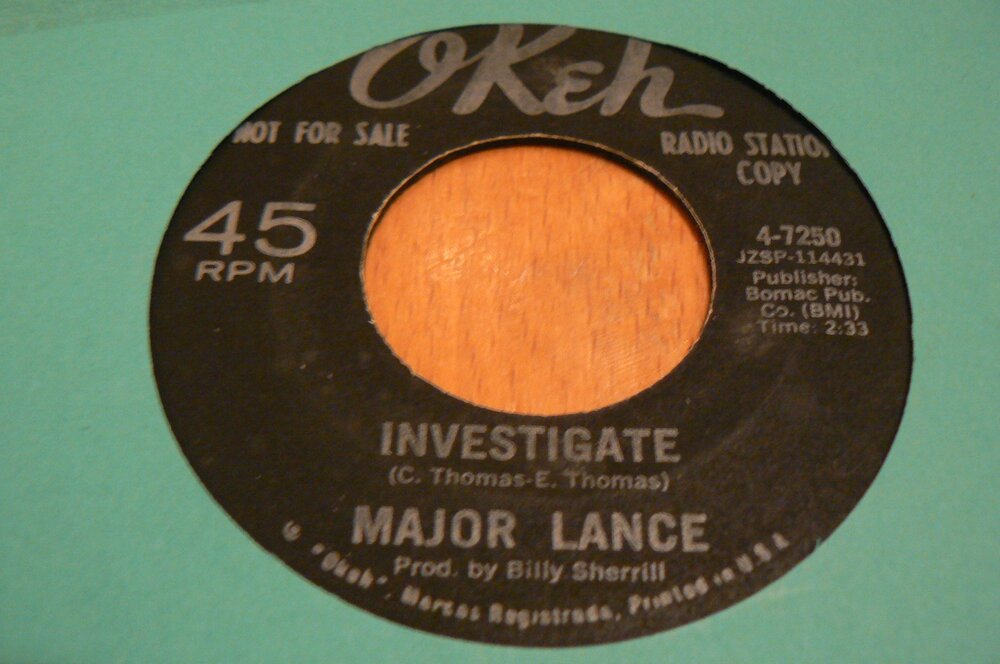 Okeh
NOT FOR SALE
RADIO STATION
COPY
45
RPM
4-7250
JZSP-114431
Publisher:
Bomac Pub.
Co. (BMI)
Time: 2:33
INVESTIGATE
(C. Thomas-E. Thomas)
MAJOR LANCE
Prod. by Billy Sherrill
"Okeh", Marcas Registradas, Printed in U.S.A.